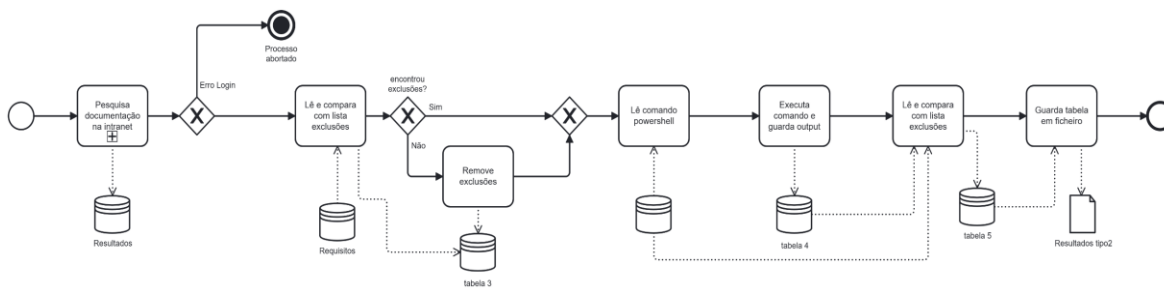 Processo
abortado
Erro Login
encontrou
exclusões?
Sim
Não
Pesquisa
documentação
na intranet
Lê e compara
com lista
exclusões
Remove
exclusões
Lê comando
powershell
Executa
comando e
guarda output
Lê e compara
com lista
exclusões
Guarda tabela
em ficheiro
Resultados
Requisitos
tabela 3
tabela 4
tabela 5
Resultados tipo2